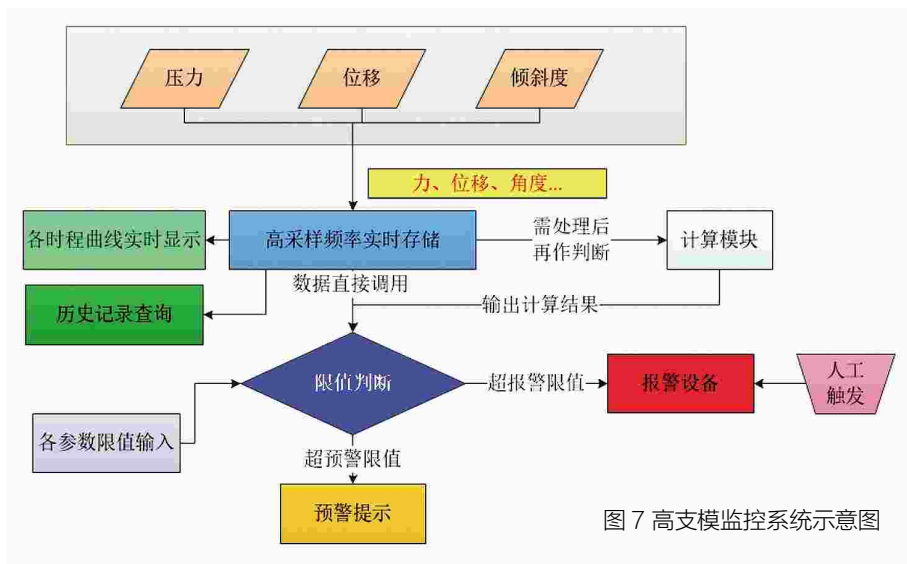 压力
位移
倾斜度
力、位移、角度...
各时程曲线实时显示
高采样频率实时存储
需处理后
再作判断
计算模块
数据直接调用
输出计算结果
历史记录查询
限值判断
超报警限值
报警设备
人工
触发
各参数限值输入
超预警限值
预警提示
图 7 高支模监控系统示意图